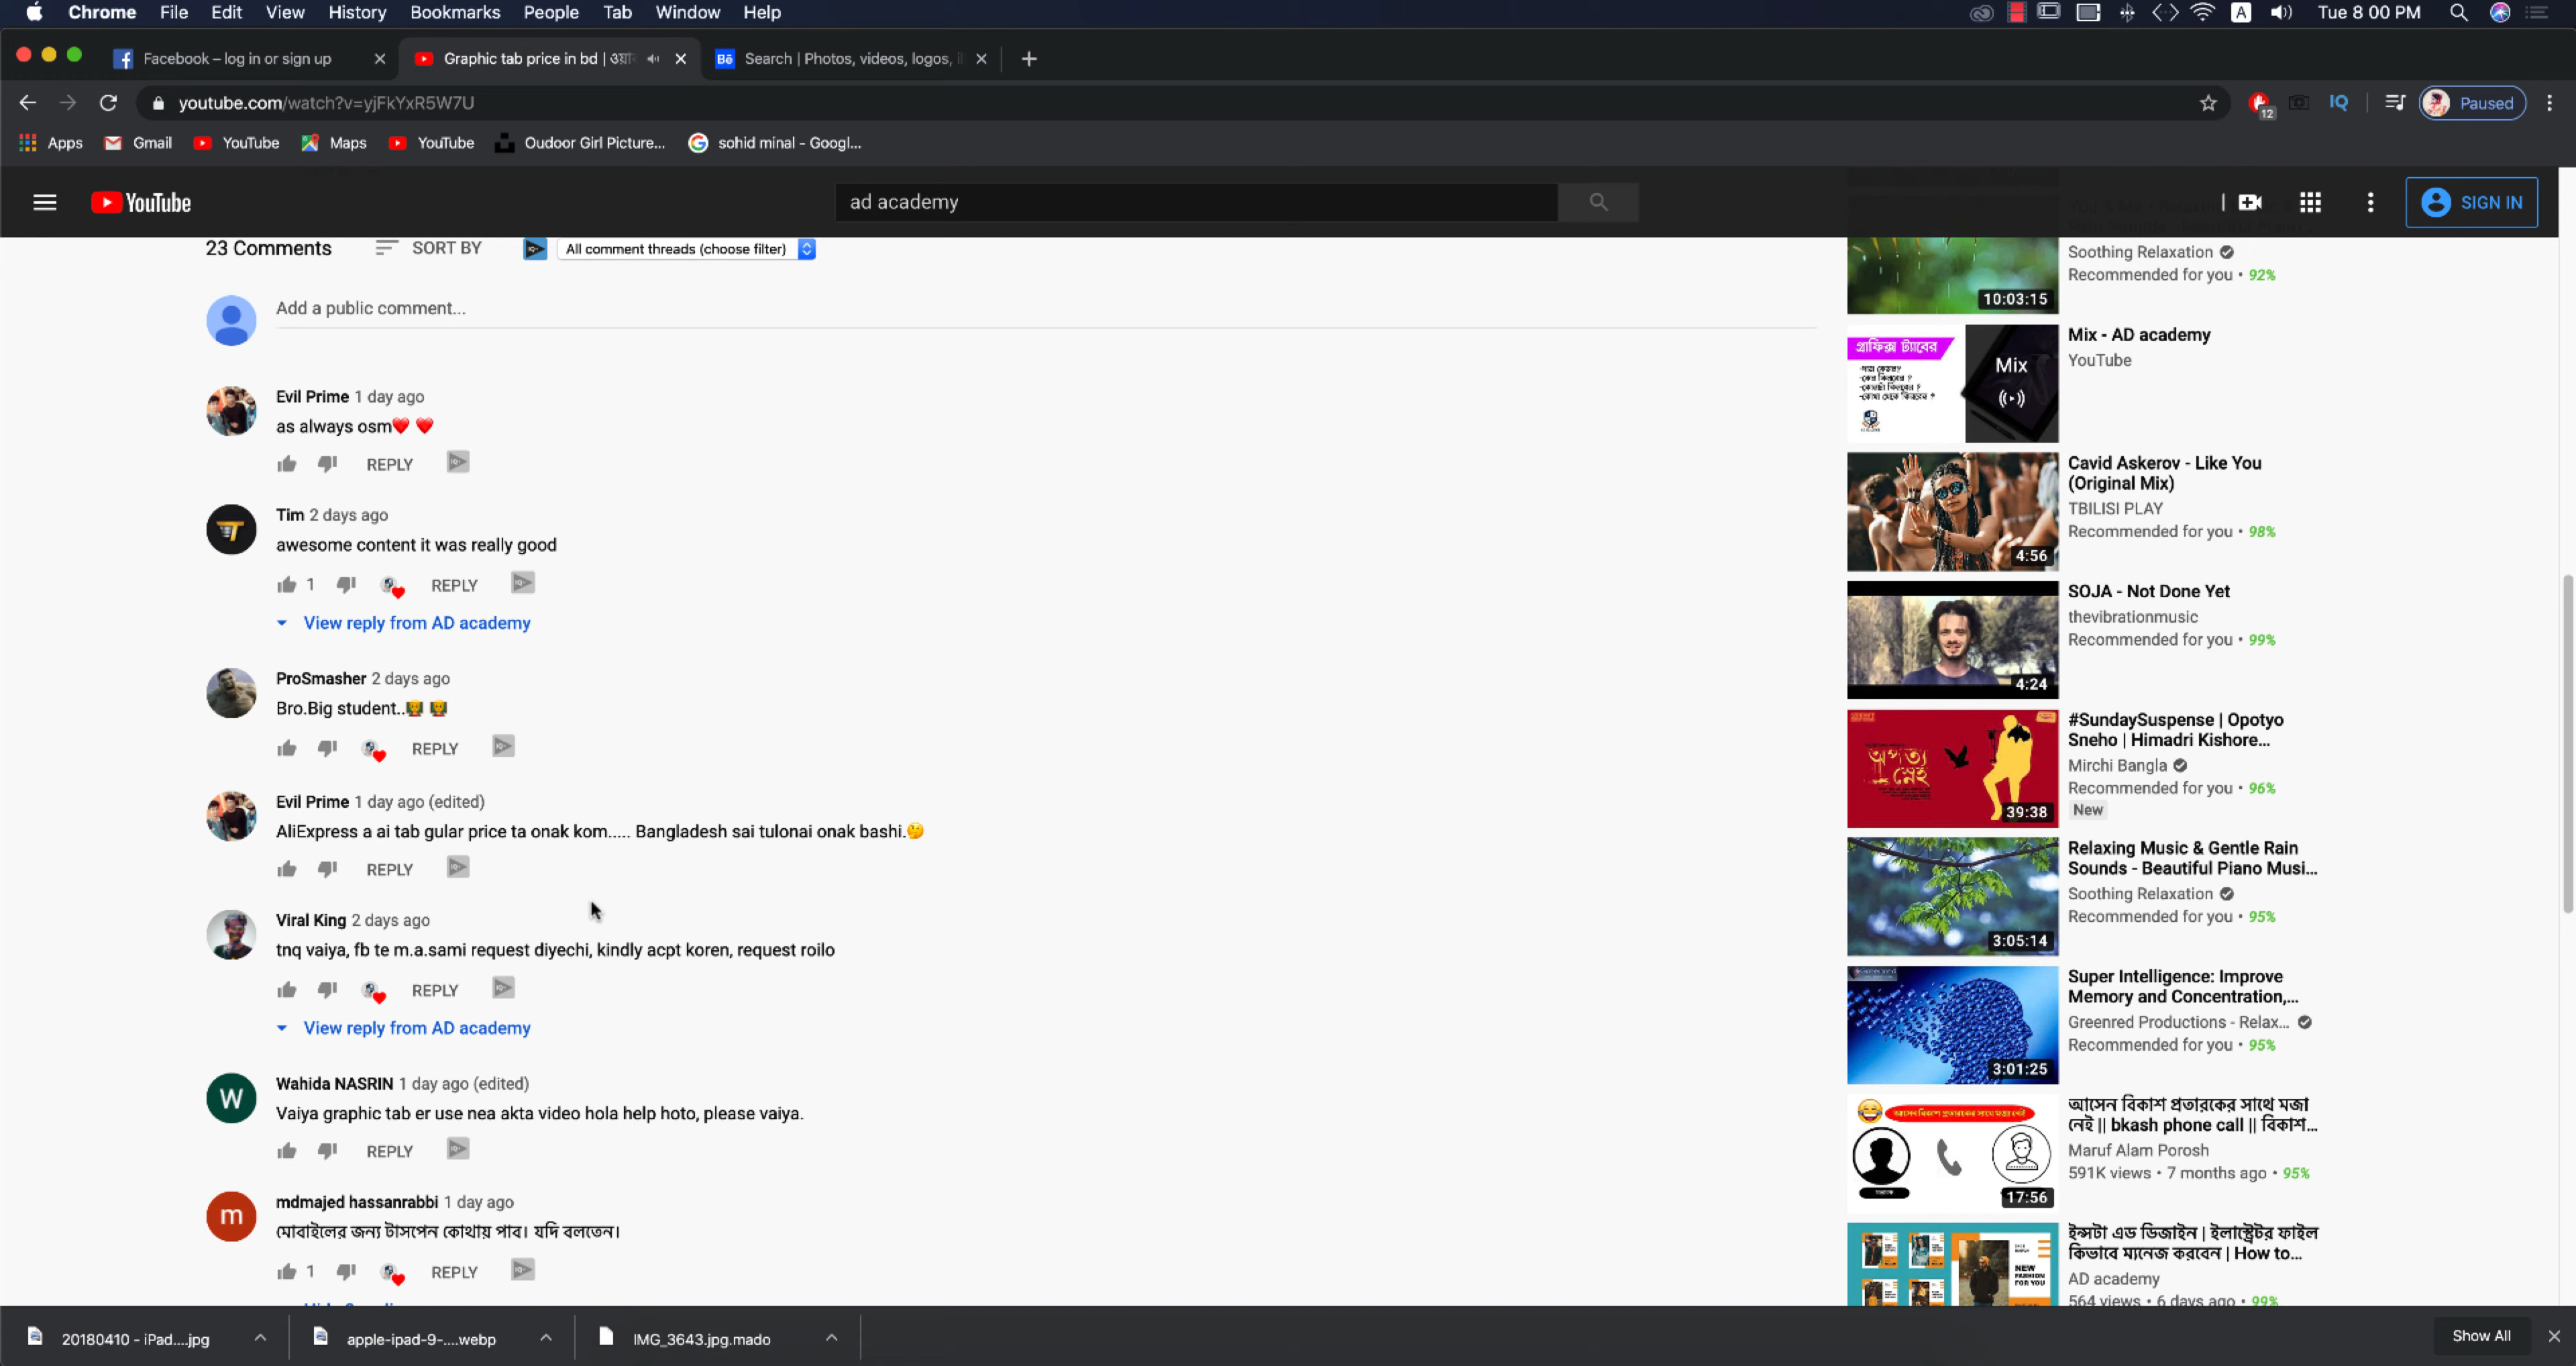 Chrome File Edit View History Bookmarks People Tab Window Help
A Tue 8 00 PM
Facebook – log in or sign up
Graphic tab price in bd |
Bē Search | Photos, videos, logos,
youtube.com/watch?v=yjFkYxR5W7U
12 IQ Paused
Apps Gmail YouTube Maps YouTube Oudoor Girl Picture... sohid minal - Googl...
YouTube
ad academy
SIGN IN
23 Comments SORT BY All comment threads (choose filter)
Add a public comment...
Evil Prime 1 day ago
as always osm❤️ ❤️
REPLY
Tim 2 days ago
awesome content it was really good
1 REPLY
View reply from AD academy
ProSmasher 2 days ago
Bro.Big student..
REPLY
Evil Prime 1 day ago (edited)
AliExpress a ai tab gular price ta onak kom..... Bangladesh sai tulonai onak bashi.🤔
REPLY
Viral King 2 days ago
tnq vaiya, fb te m.a.sami request diyechi, kindly acpt koren, request roilo
REPLY
View reply from AD academy
W
Wahida NASRIN 1 day ago (edited)
Vaiya graphic tab er use nea akta video hola help hoto, please vaiya.
REPLY
m
mdmajed hassanrabbi 1 day ago
মোবাইলের জন্য টাসপেন কোথায় পাব। যদি বলতেন।
1 REPLY
10:03:15
Soothing Relaxation
Recommended for you • 92%
গ্রাফিক্স ট্যাবের
Mix
Mix - AD academy
YouTube
4:56
Cavid Askerov - Like You
(Original Mix)
TBILISI PLAY
Recommended for you • 98%
4:24
SOJA - Not Done Yet
thevibrationmusic
Recommended for you • 99%
অপত্য
স্নেহ
39:38
#SundaySuspense | Opotyo
Sneho | Himadri Kishore...
Mirchi Bangla
Recommended for you • 96%
New
3:05:14
Relaxing Music & Gentle Rain
Sounds - Beautiful Piano Musi...
Soothing Relaxation
Recommended for you • 95%
3:01:25
Super Intelligence: Improve
Memory and Concentration,...
Greenred Productions - Relax...
Recommended for you • 95%
17:56
আসেন বিকাশ প্রতারকের সাথে মজা
নেই || bkash phone call || বিকাশ...
Maruf Alam Porosh
591K views • 7 months ago • 95%
NEW
FASHION
FOR YOU
ইন্সটা এড ডিজাইন | ইলাস্ট্রেটর ফাইল
কিভাবে ম্যানেজ করবেন | How to...
AD academy
564 views • 6 days ago • 99%
20180410 - iPad....jpg
apple-ipad-9-....webp
IMG_3643.jpg.mado
Show All